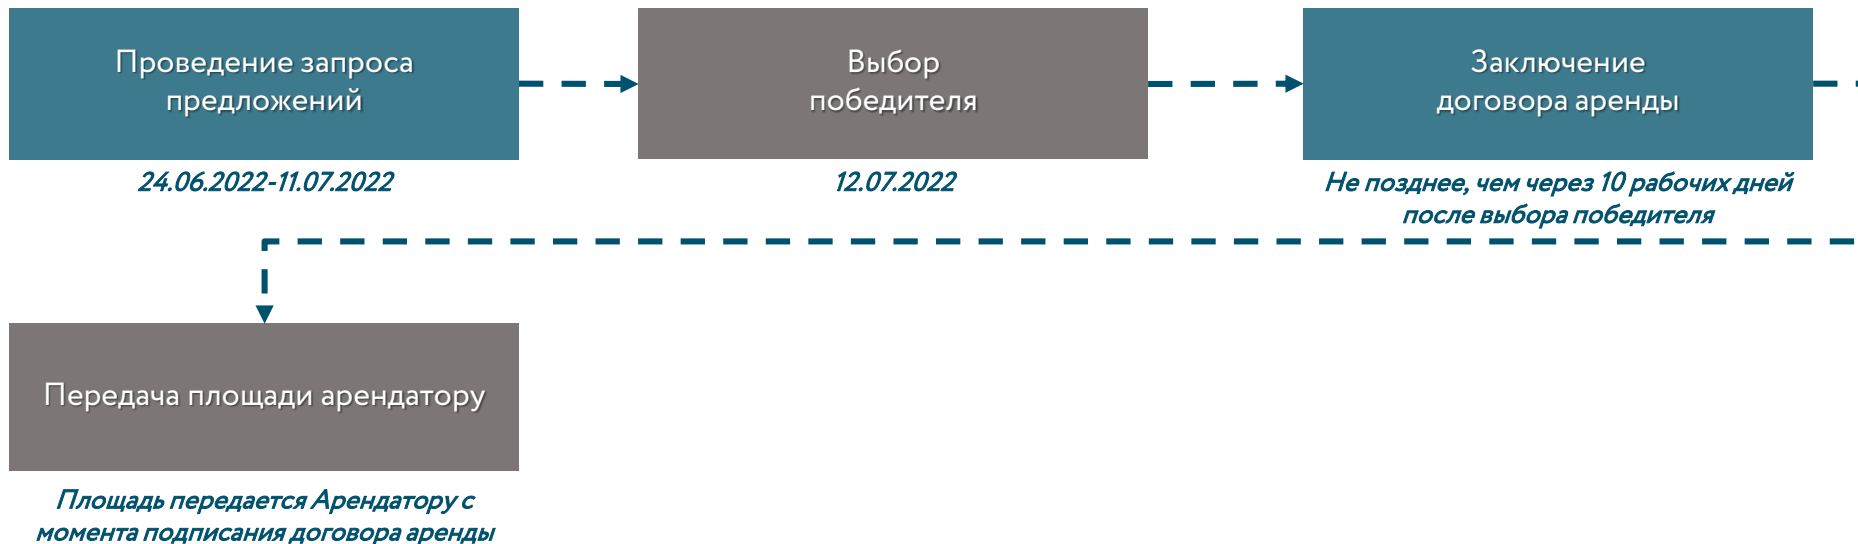 Проведение запроса
предложений
24.06.2022-11.07.2022
Выбор
победителя
12.07.2022
Заключение
договора аренды
Не позднее, чем через 10 рабочих дней
после выбора победителя
Передача площади арендатору
Площадь передается Арендатору с
момента подписания договора аренды